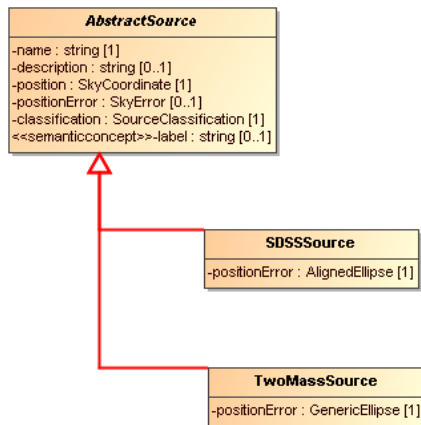 AbstractSource
-name : string [1]
-description : string [0..1]
-position : SkyCoordinate [1]
-positionError : SkyError [0..1]
-classification : SourceClassification [1]
<<semanticconcept>>-label : string [0..1]
SDSSSource
-positionError : AlignedEllipse [1]
TwoMassSource
-positionError : GenericEllipse [1]